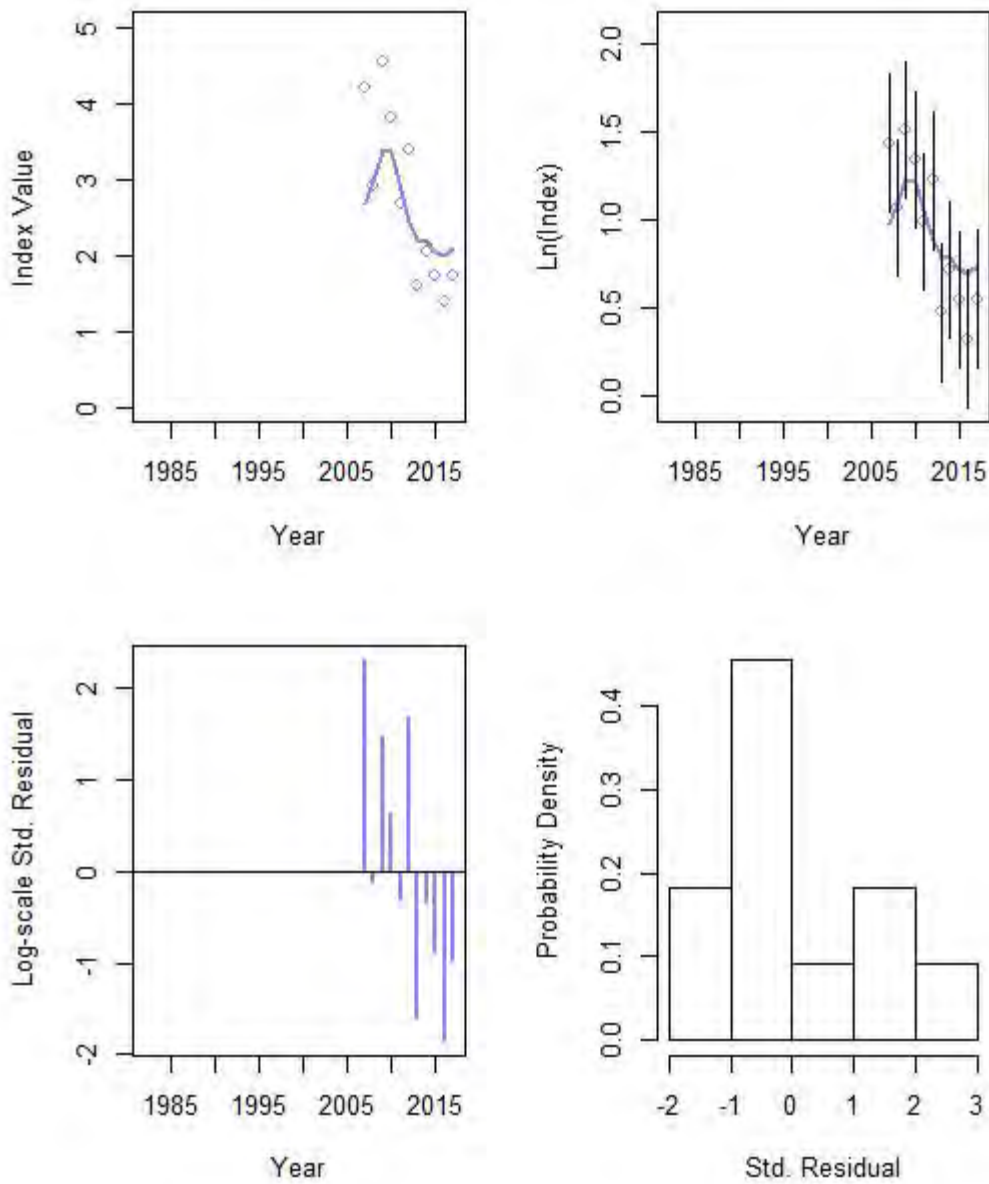 Index Value
5
4
3
2
1
0
1985 1995 2005 2015
Year
Ln(Index)
2.0
1.5
1.0
0.5
0.0
1985 1995 2005 2015
Year
Log-scale Std. Residual
2
1
0
-1
-2
1985 1995 2005 2015
Year
Probability Density
0.4
0.3
0.2
0.1
0.0
-2 -1 0 1 2 3
Std. Residual